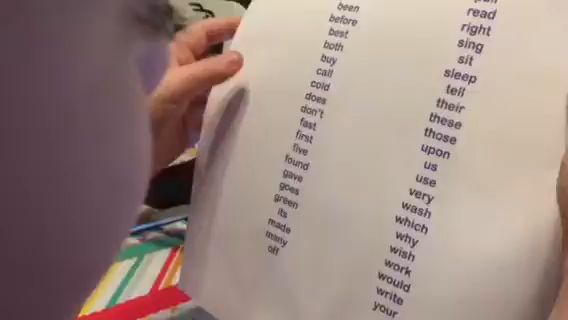 been
before
best
both
buy
call
cold
does
don't
fast
first
five
found
gave
goes
green
its
made
many
off
pull
read
right
sing
sit
sleep
tell
their
these
those
upon
us
use
very
wash
which
why
wish
work
would
write
your